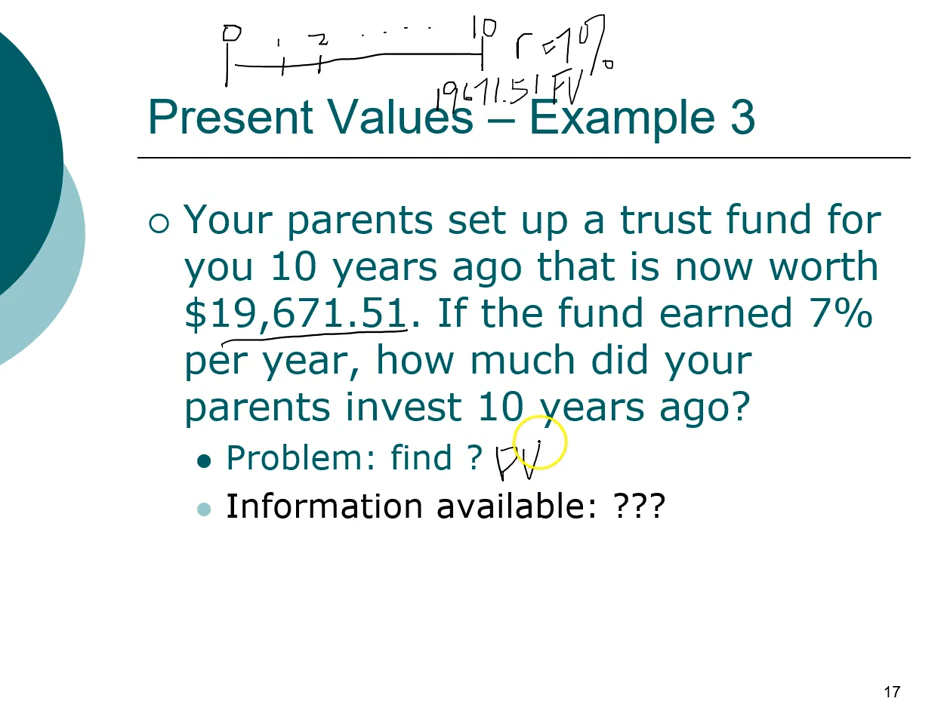 0 1 2 . . . . . 10 r = 7%
19671.51 FV
Present Values – Example 3
Your parents set up a trust fund for
you 10 years ago that is now worth
$19,671.51. If the fund earned 7%
per year, how much did your
parents invest 10 years ago?
Problem: find ? PV
Information available: ???
17